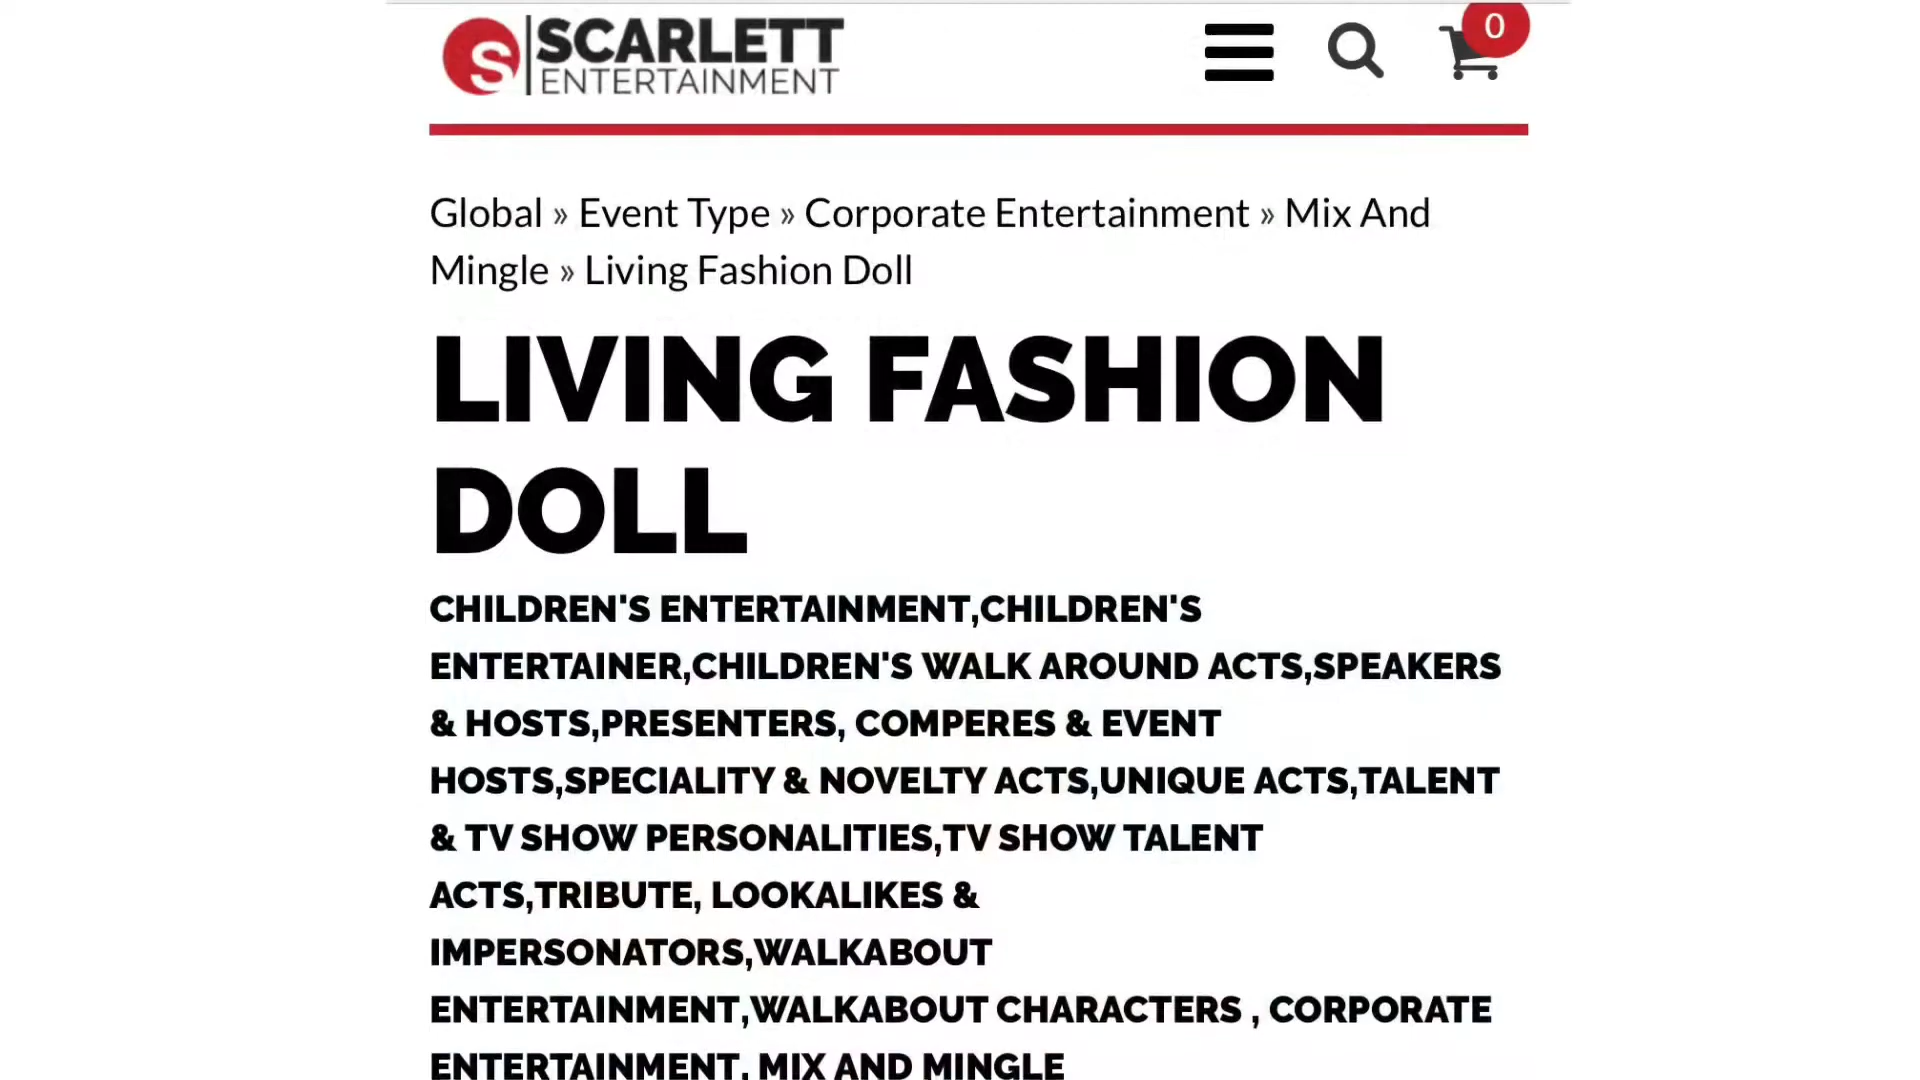 S SCARLETT
ENTERTAINMENT
0
Global » Event Type » Corporate Entertainment » Mix And
Mingle » Living Fashion Doll
LIVING FASHION
DOLL
CHILDREN'S ENTERTAINMENT,CHILDREN'S
ENTERTAINER,CHILDREN'S WALK AROUND ACTS,SPEAKERS
& HOSTS,PRESENTERS, COMPERES & EVENT
HOSTS,SPECIALITY & NOVELTY ACTS,UNIQUE ACTS,TALENT
& TV SHOW PERSONALITIES,TV SHOW TALENT
ACTS,TRIBUTE, LOOKALIKES &
IMPERSONATORS,WALKABOUT
ENTERTAINMENT,WALKABOUT CHARACTERS , CORPORATE
ENTERTAINMENT, MIX AND MINGLE